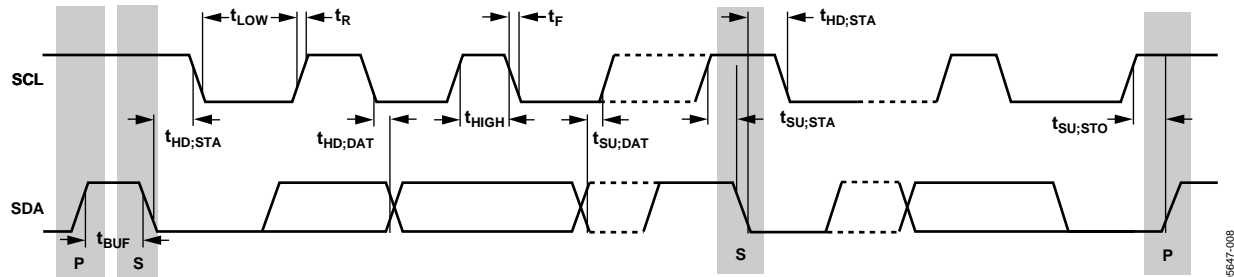 tLOW tR tF tHD;STA
SCL
tHD;STA tHD;DAT tHIGH tSU;DAT tSU;STA tSU;STO
SDA
tBUF
P S S P
05647-008